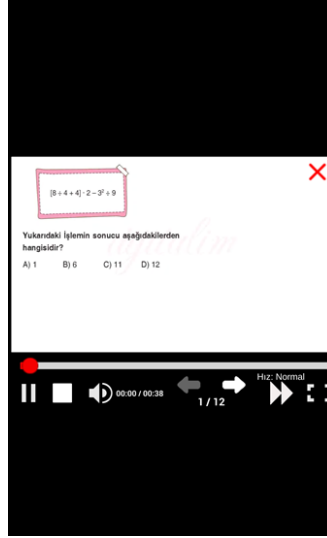 [8 ÷ 4 + 4] · 2 – 3² ÷ 9
Yukarıdaki İşlemin sonucu aşağıdakilerden
hangisidir?
A) 1 B) 6 C) 11 D) 12
Hız: Normal
00:00 / 00:38
1 / 12